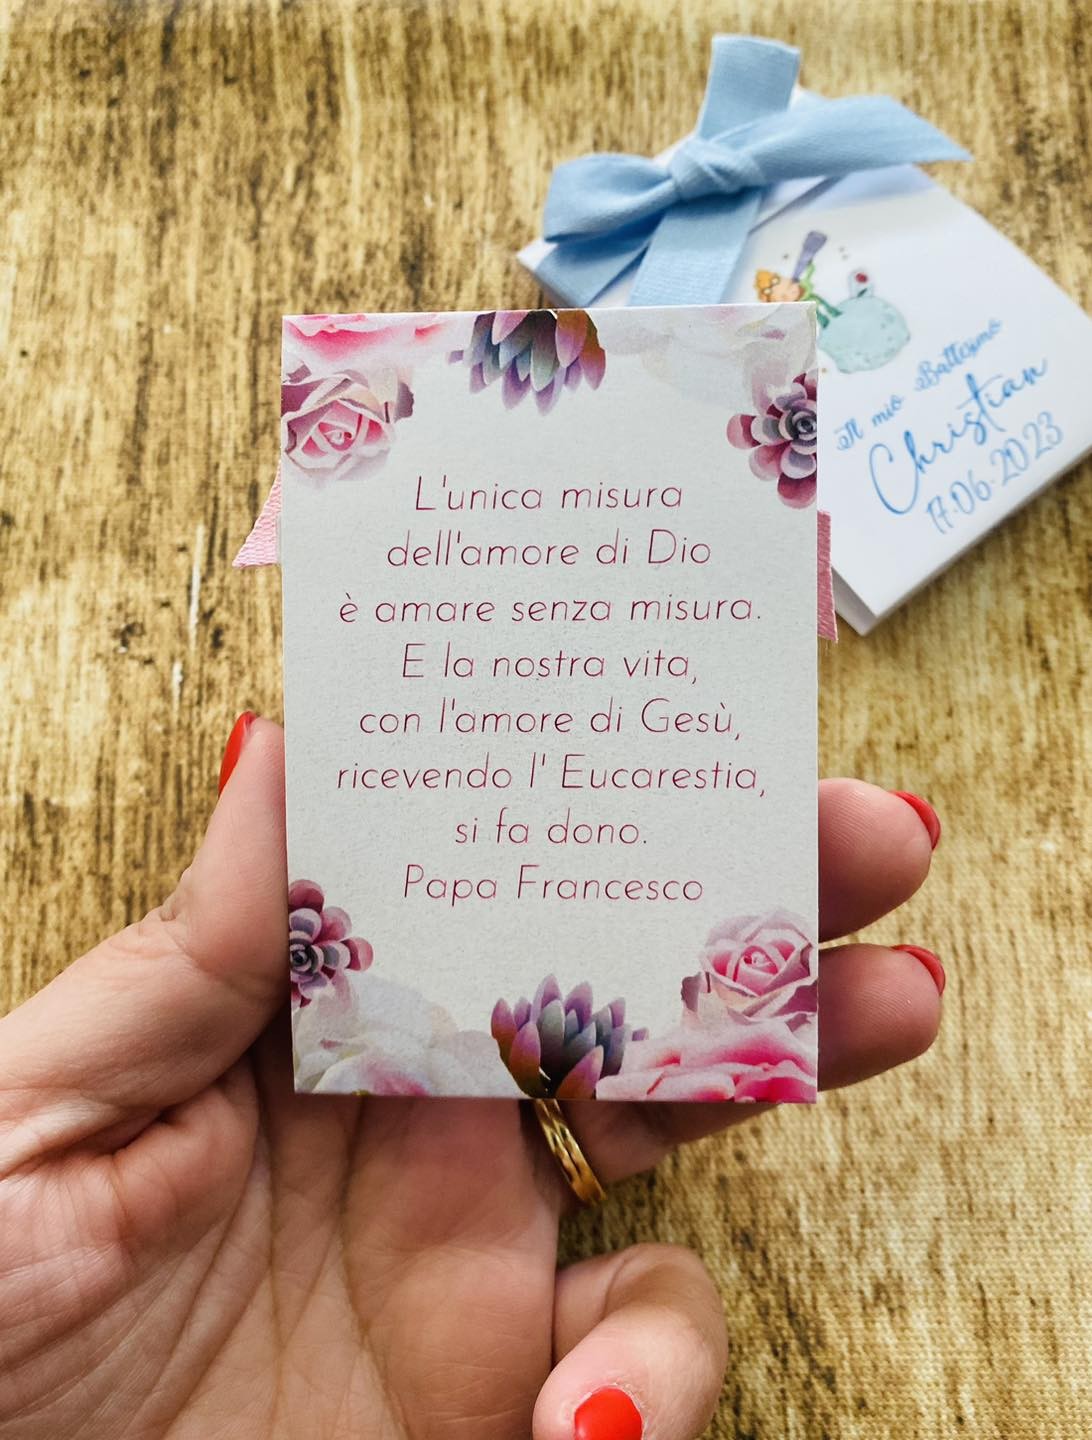 L'unica misura
dell'amore di Dio
è amare senza misura.
E la nostra vita,
con l'amore di Gesù,
ricevendo l' Eucarestia,
si fa dono.
Papa Francesco
Il mio Battesimo
Christian
17.06.2023